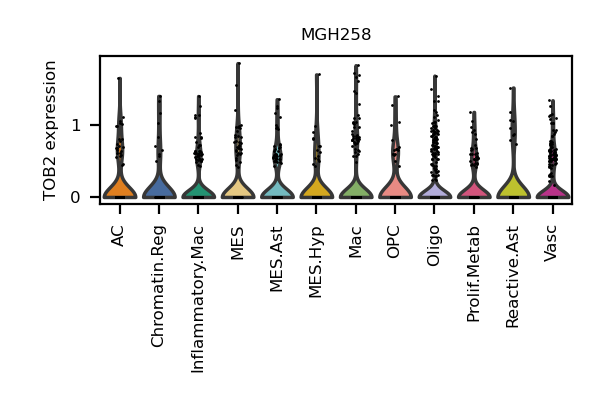 MGH258
TOB2 expression
1
0
AC
Chromatin.Reg
Inflammatory.Mac
MES
MES.Ast
MES.Hyp
Mac
OPC
Oligo
Prolif.Metab
Reactive.Ast
Vasc